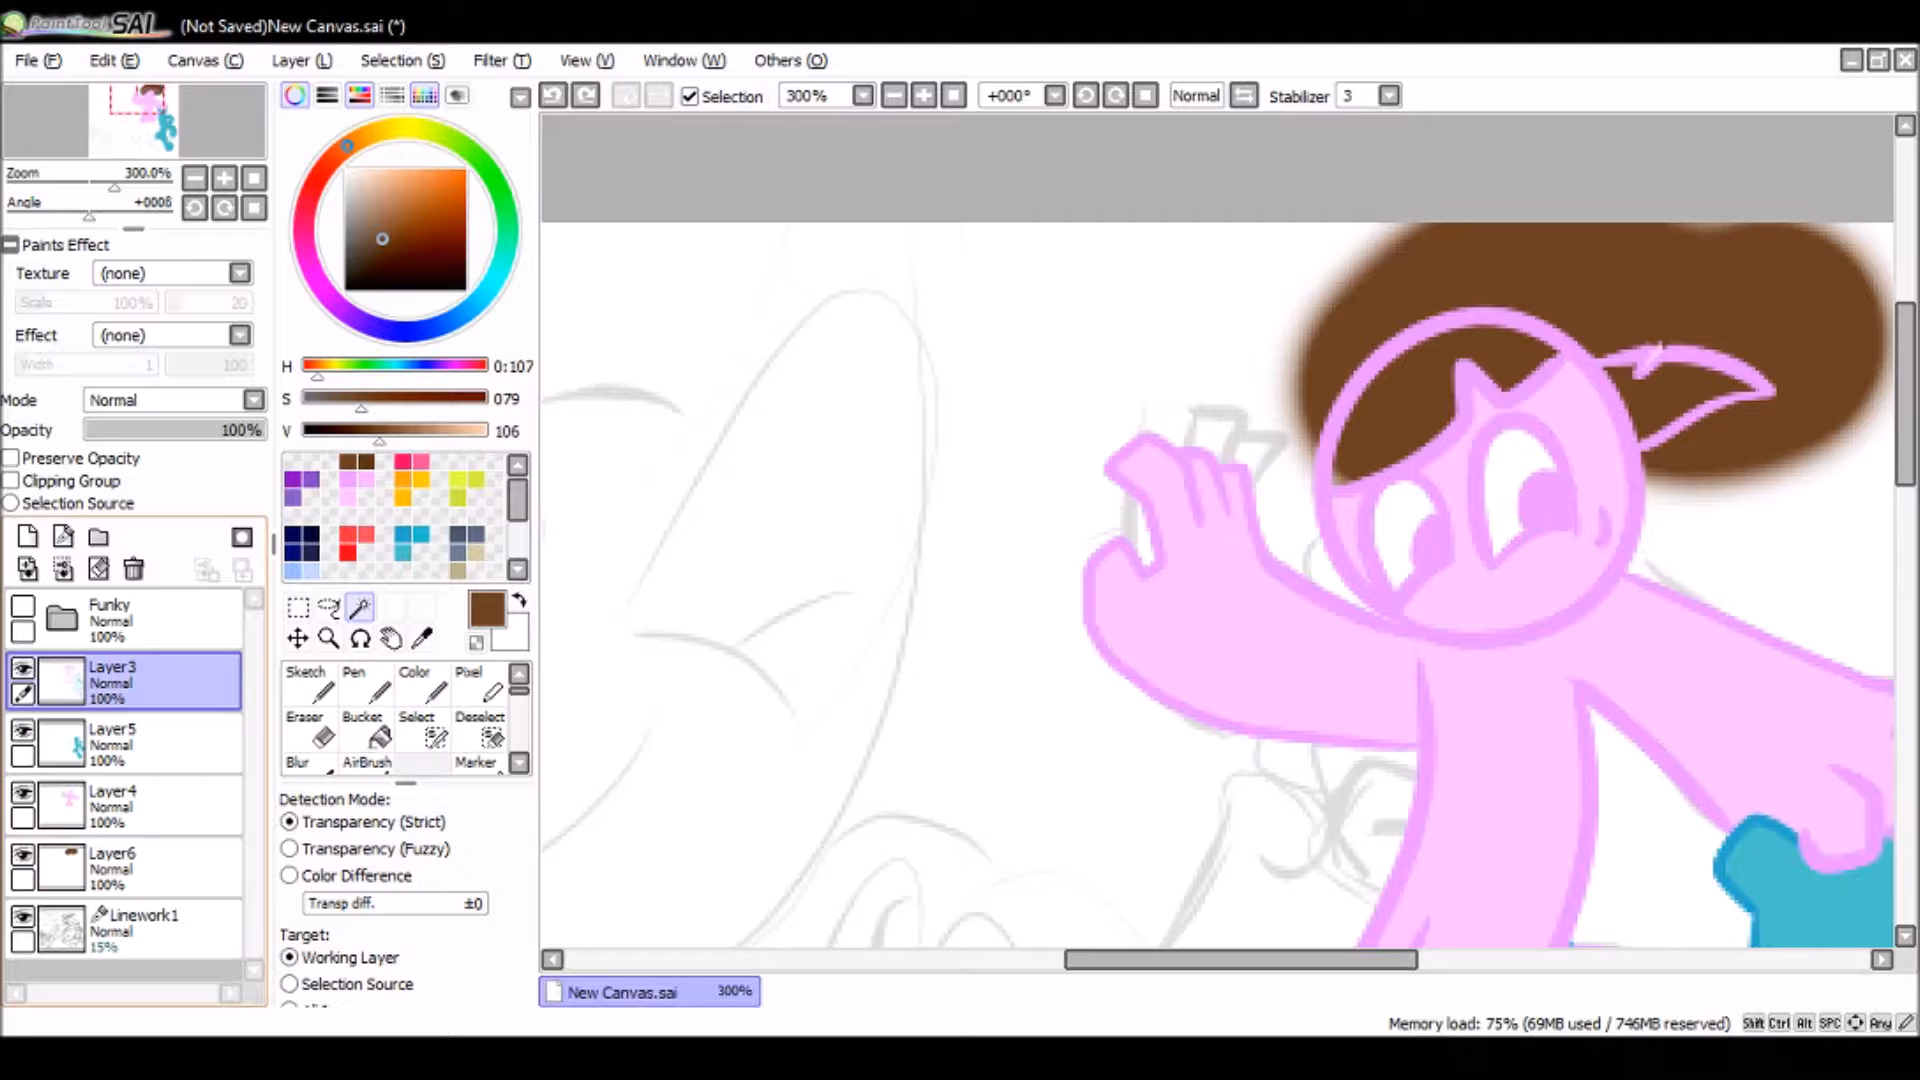 PaintTool SAI (Not Saved)New Canvas.sai (*)
File (F) Edit (E) Canvas (C) Layer (L) Selection (S) Filter (T) View (V) Window (W) Others (O)
Selection 300% +000° Normal Stabilizer 3
Zoom 300.0%
Angle +000ß
Paints Effect
Texture (none)
Scale 100% 20
Effect (none)
Width 1 100
Mode Normal
Opacity 100%
Preserve Opacity
Clipping Group
Selection Source
Funky
Normal
100%
Layer3
Normal
100%
Layer5
Normal
100%
Layer4
Normal
100%
Layer6
Normal
100%
Linework1
Normal
15%
H 0:107
S 079
V 106
Sketch Pen Color Pixel
Eraser Bucket Select Deselect
Blur AirBrush Marker
Detection Mode:
Transparency (Strict)
Transparency (Fuzzy)
Color Difference
Transp diff. ±0
Target:
Working Layer
Selection Source
New Canvas.sai 300%
Memory load: 75% (69MB used / 746MB reserved) Shift Ctrl Alt SPC Any